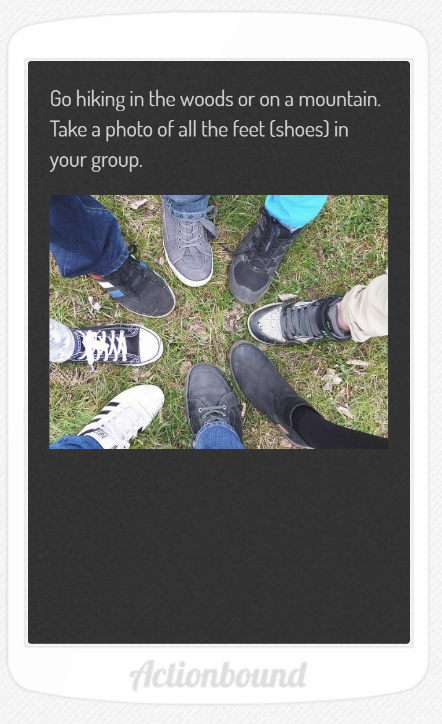 Go hiking in the woods or on a mountain.
Take a photo of all the feet (shoes) in
your group.
Actionbound